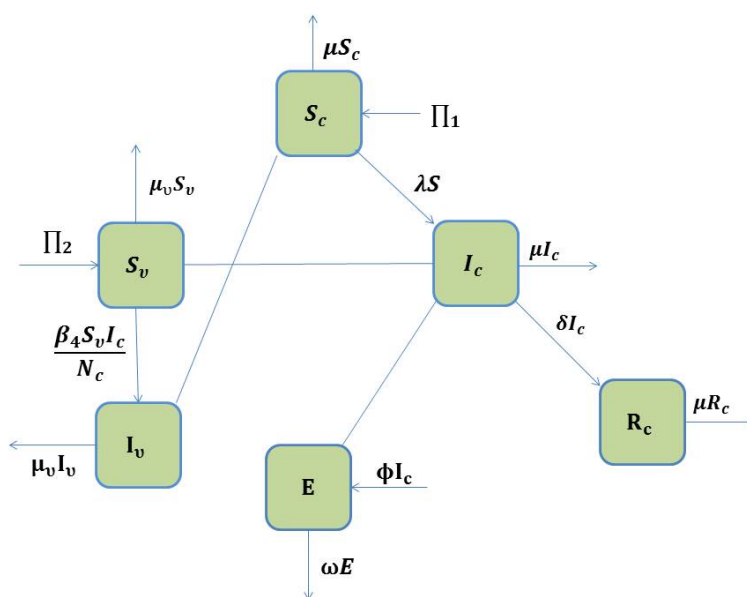 μS_c
S_c
∏1
λS
μ_υS_υ
∏2
S_υ
I_c
μI_c
β_4S_υI_c
N_c
δI_c
R_c
μR_c
I_υ
μ_υI_υ
E
ϕI_c
ωE